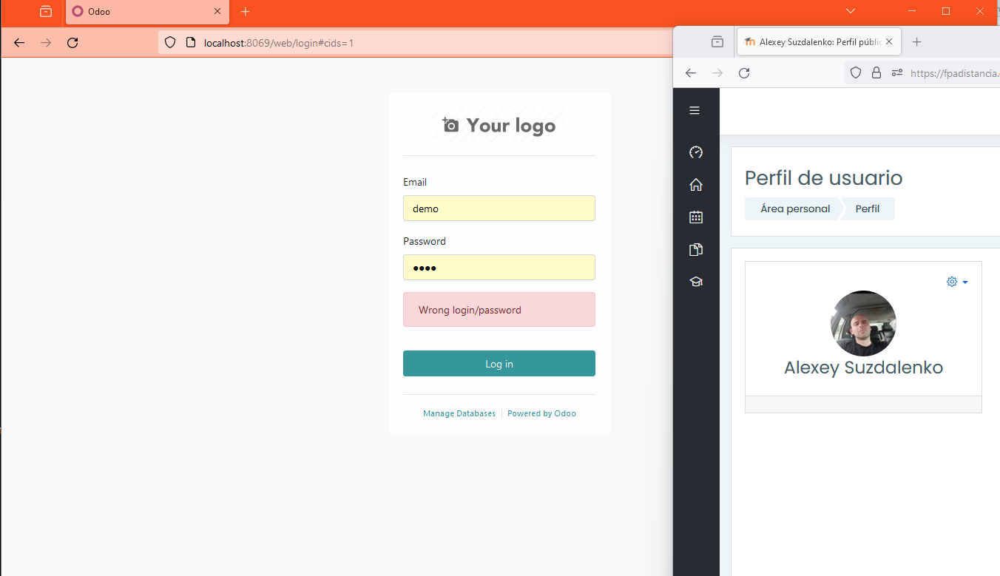 Odoo
localhost:8069/web/login#cids=1
Your logo
Email
demo
Password
Wrong login/password
Log in
Manage Databases
Powered by Odoo
Alexey Suzdalenko: Perfil públic
https://fpadistancia.
Perfil de usuario
Área personal
Perfil
Alexey Suzdalenko